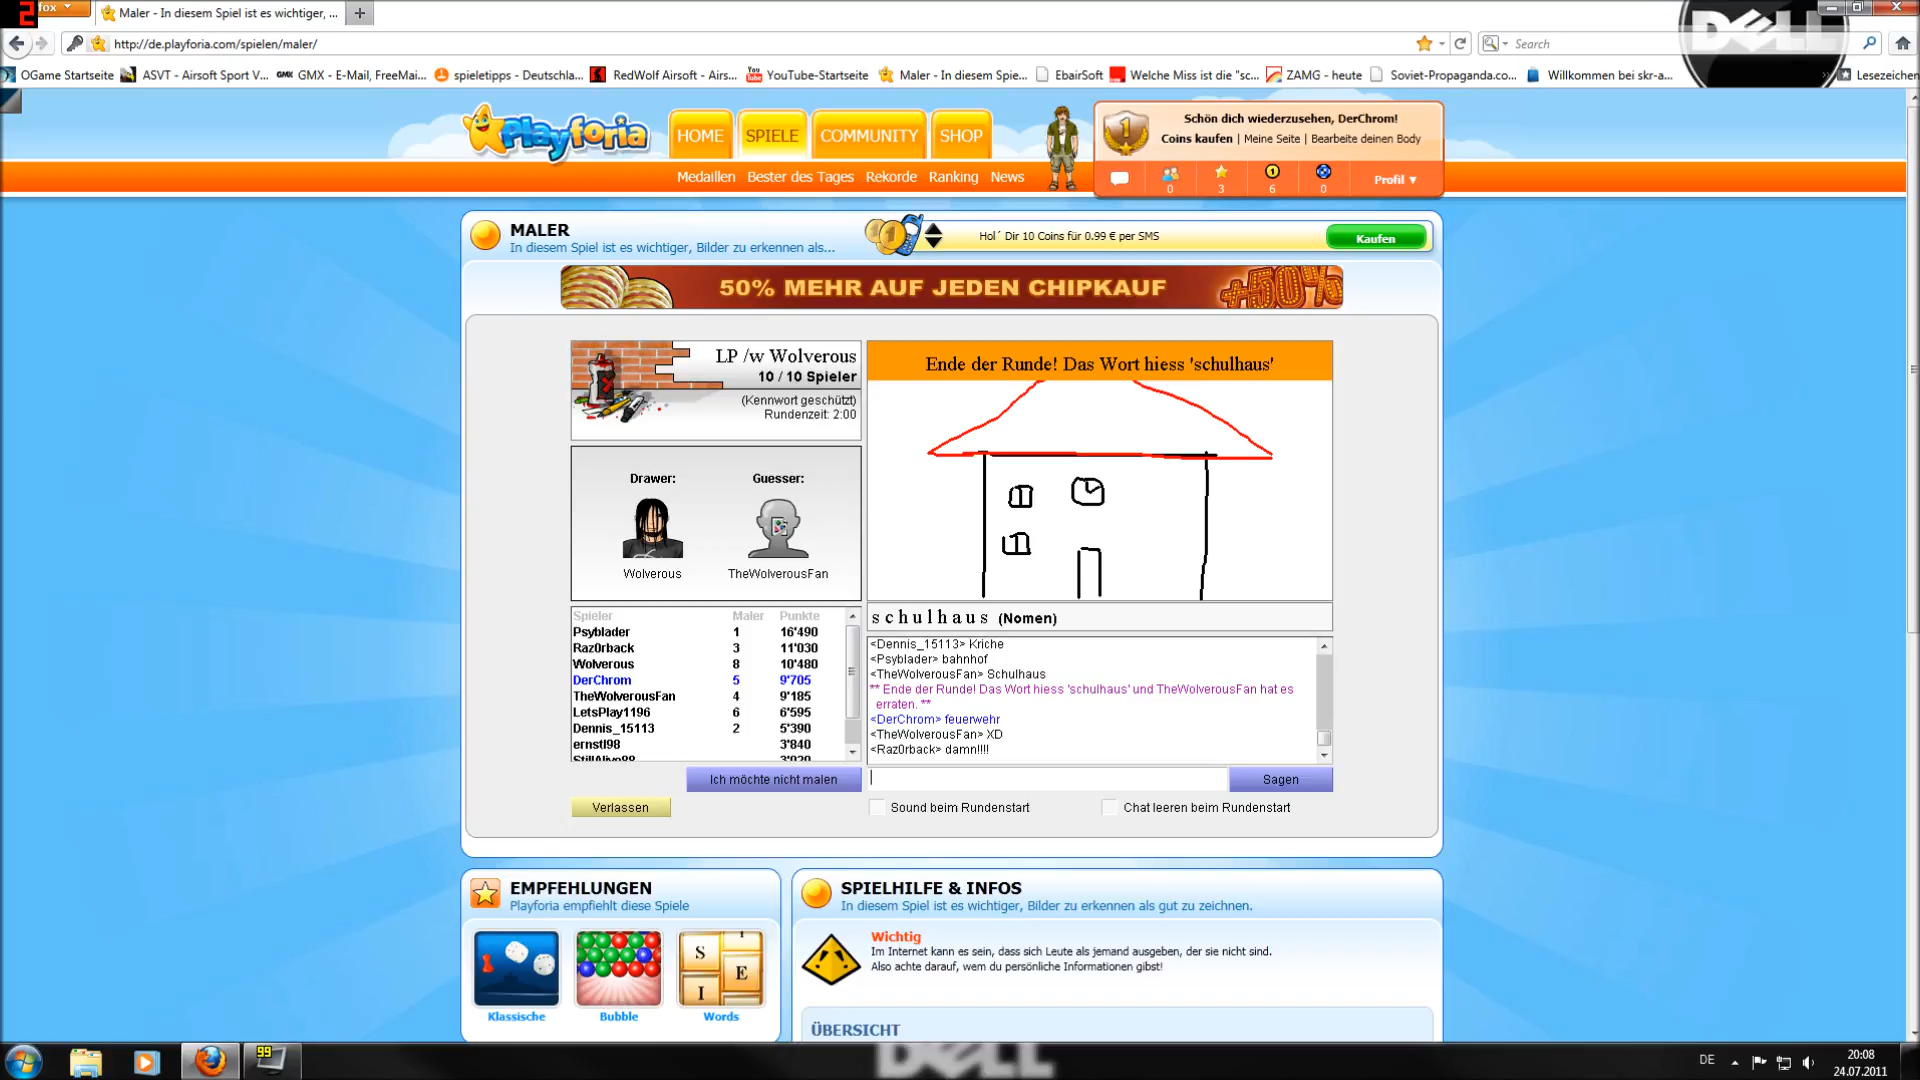 2
fox
Maler - In diesem Spiel ist es wichtiger, ...
DELL
http://de.playforia.com/spielen/maler/
Search
OGame Startseite
ASVT - Airsoft Sport V...
GMX - E-Mail, FreeMai...
spieletipps - Deutschla...
RedWolf Airsoft - Airs...
YouTube-Startseite
Maler - In diesem Spie...
EbairSoft
Welche Miss ist die "sc...
ZAMG - heute
Soviet-Propaganda.co...
Willkommen bei skr-a...
Lesezeichen
Playforia
HOME
SPIELE
COMMUNITY
SHOP
Schön dich wiederzusehen, DerChrom!
Coins kaufen | Meine Seite | Bearbeite deinen Body
Medaillen Bester des Tages Rekorde Ranking News
0 3 6 0
Profil ▼
MALER
In diesem Spiel ist es wichtiger, Bilder zu erkennen als...
Hol´ Dir 10 Coins für 0.99 € per SMS
Kaufen
50% MEHR AUF JEDEN CHIPKAUF
+50%
LP /w Wolverous
10 / 10 Spieler
(Kennwort geschützt)
Rundenzeit: 2:00
Ende der Runde! Das Wort hiess 'schulhaus'
Drawer:
Guesser:
Wolverous
TheWolverousFan
Spieler Maler Punkte
Psyblader 1 16'490
Raz0rback 3 11'030
Wolverous 8 10'480
DerChrom 5 9'705
TheWolverousFan 4 9'185
LetsPlay1196 6 6'595
Dennis_15113 2 5'390
ernstl98 3'840
StillAlive88 3'020
s c h u l h a u s (Nomen)
<Dennis_15113> Kriche
<Psyblader> bahnhof
<TheWolverousFan> Schulhaus
** Ende der Runde! Das Wort hiess 'schulhaus' und TheWolverousFan hat es
erraten. **
<DerChrom> feuerwehr
<TheWolverousFan> XD
<Raz0rback> damn!!!!
Ich möchte nicht malen
Sagen
Verlassen
Sound beim Rundenstart
Chat leeren beim Rundenstart
EMPFEHLUNGEN
Playforia empfiehlt diese Spiele
S
E
I
Klassische
Bubble
Words
SPIELHILFE & INFOS
In diesem Spiel ist es wichtiger, Bilder zu erkennen als gut zu zeichnen.
Wichtig
Im Internet kann es sein, dass sich Leute als jemand ausgeben, der sie nicht sind.
Also achte darauf, wem du persönliche Informationen gibst!
ÜBERSICHT
99
DELL
DE
20:08
24.07.2011